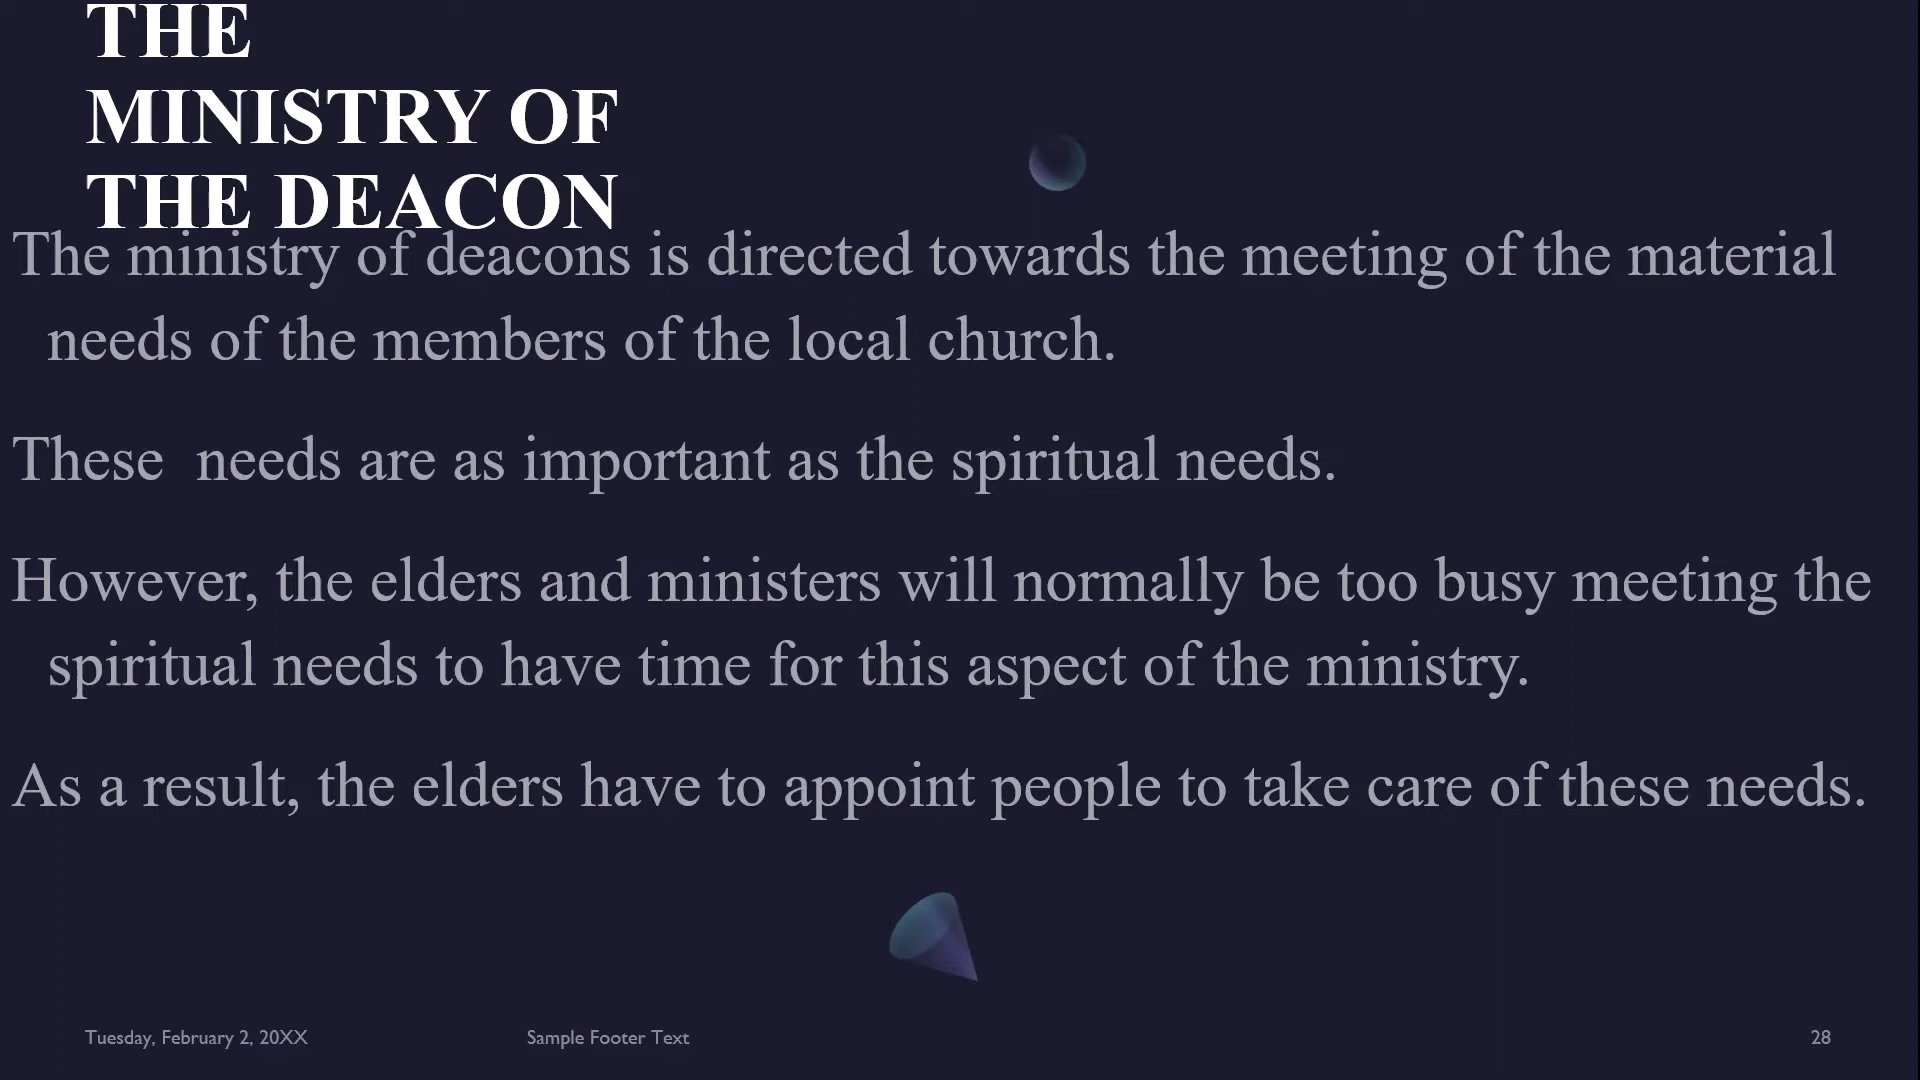 THE
MINISTRY OF
THE DEACON
The ministry of deacons is directed towards the meeting of the material
needs of the members of the local church.
These  needs are as important as the spiritual needs.
However, the elders and ministers will normally be too busy meeting the
spiritual needs to have time for this aspect of the ministry.
As a result, the elders have to appoint people to take care of these needs.
Tuesday, February 2, 20XX
Sample Footer Text
28